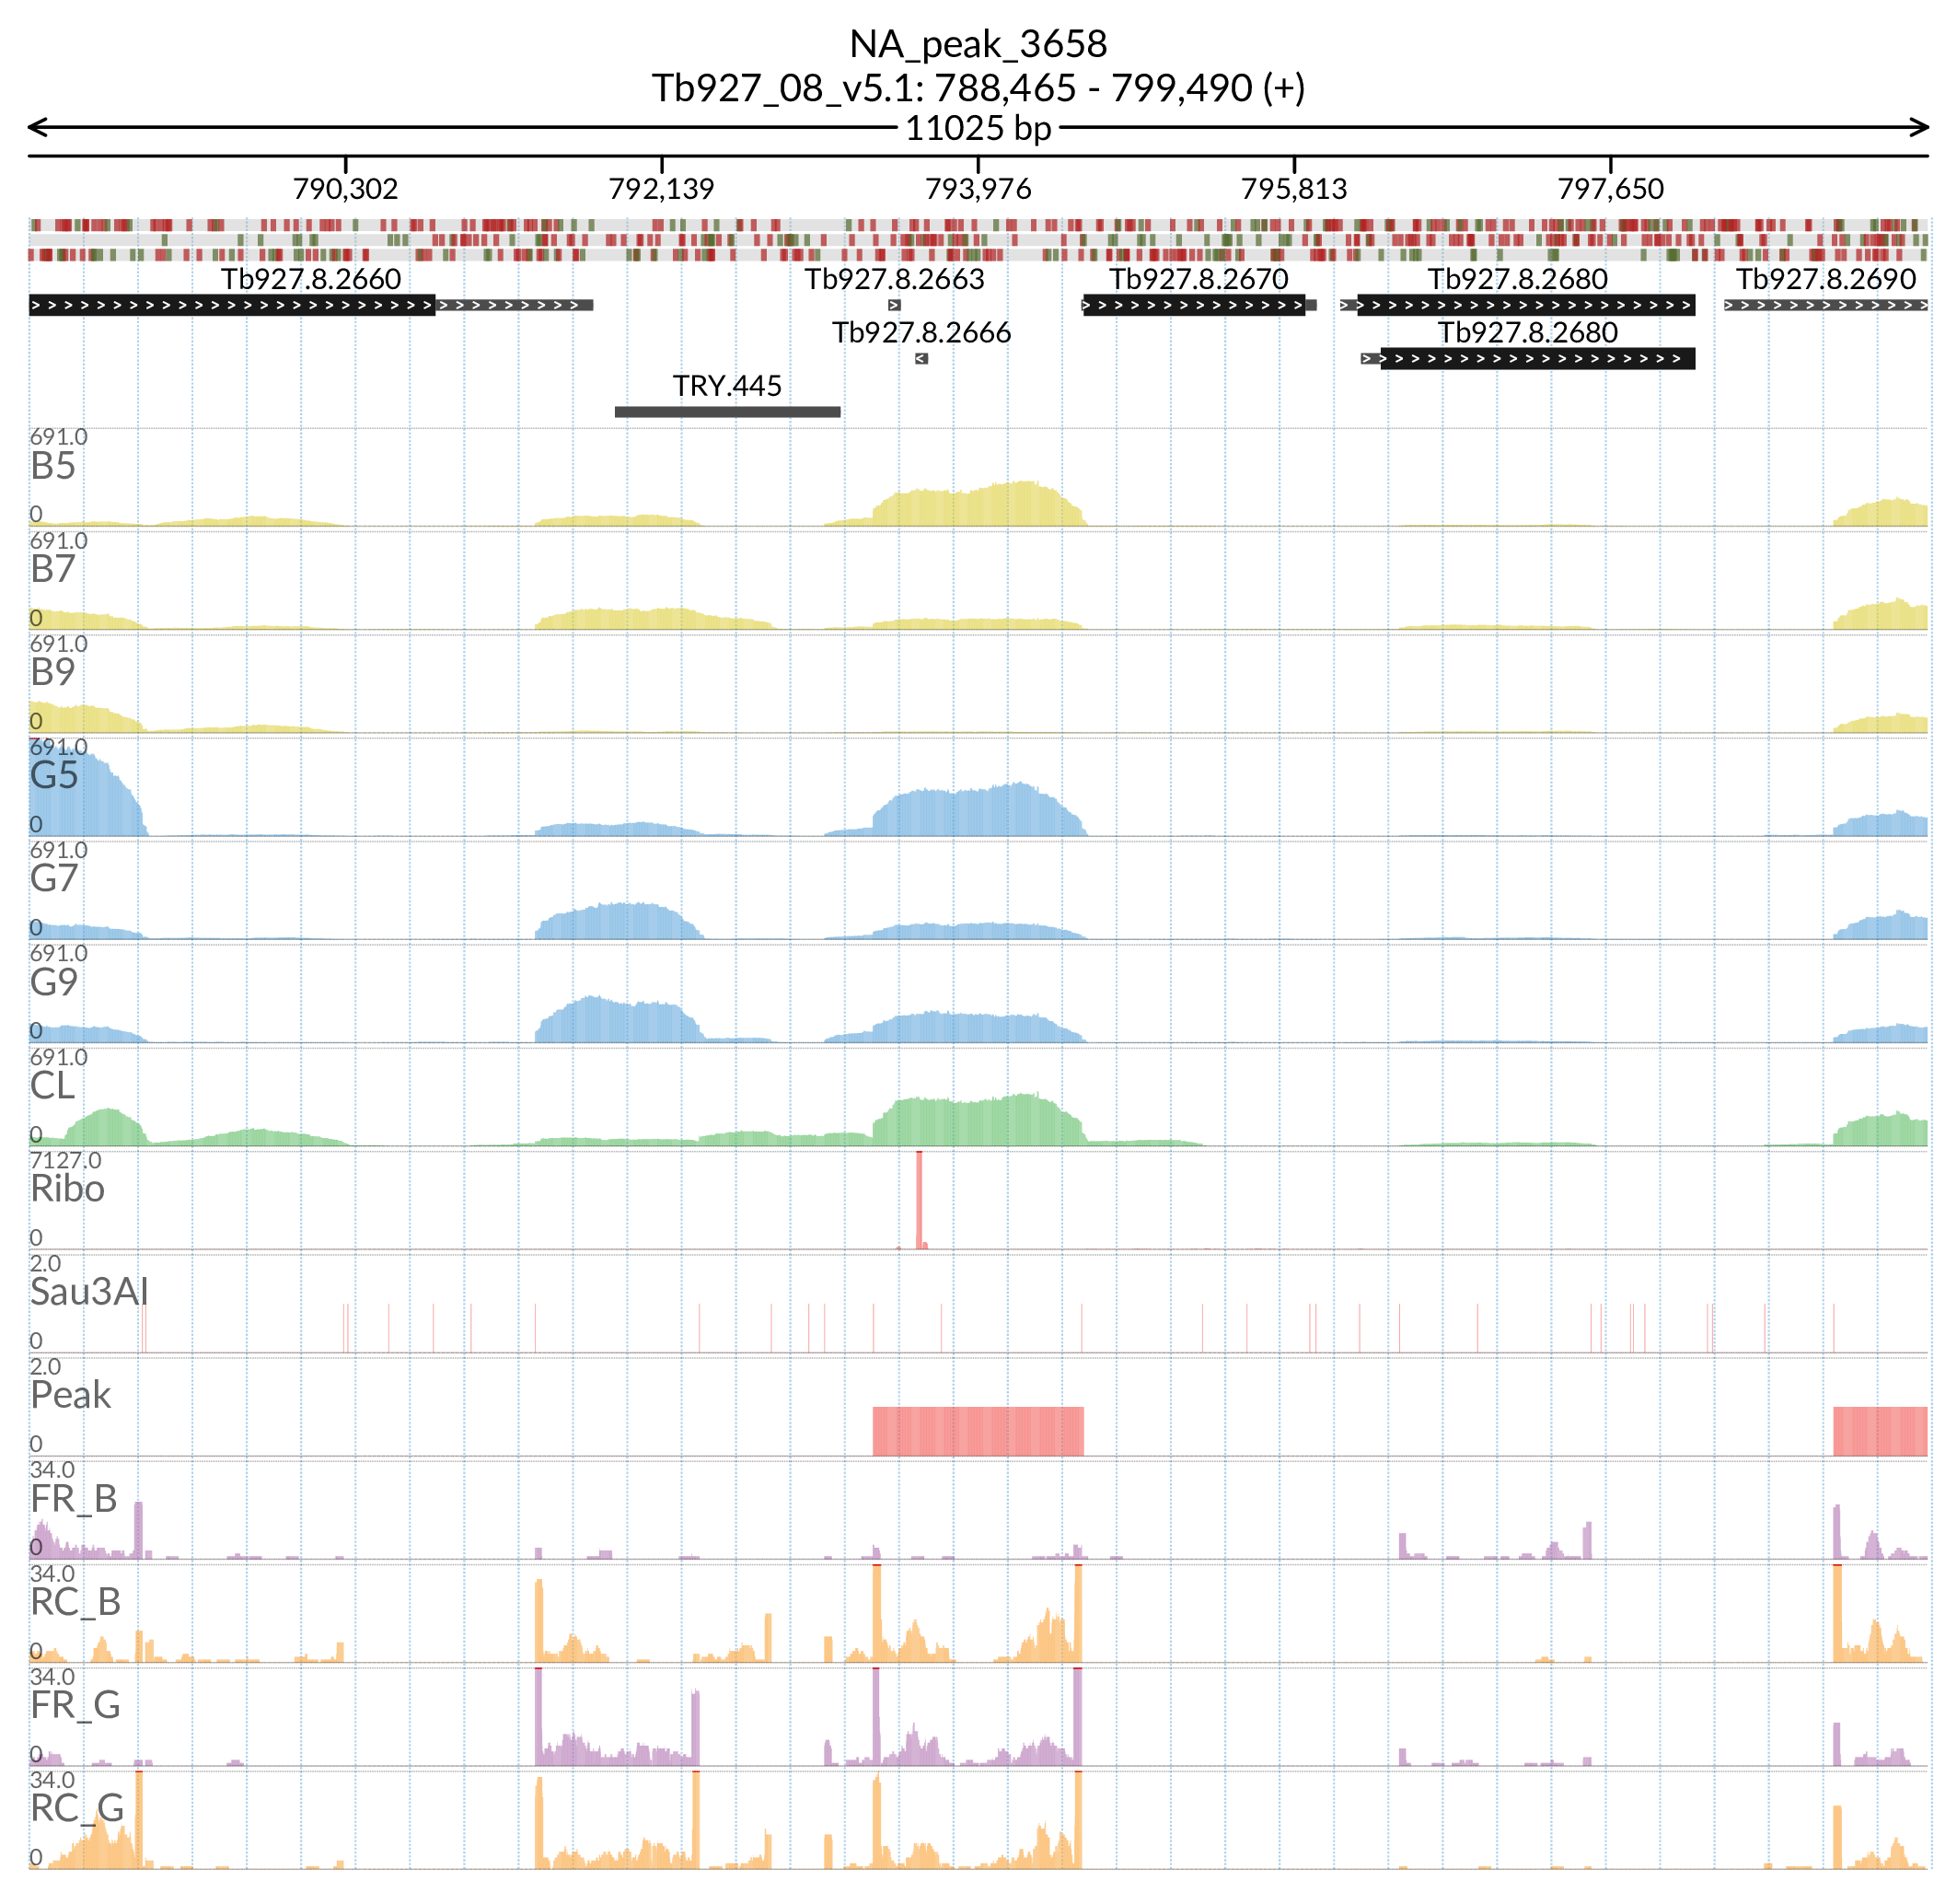 NA_peak_3658
Tb927_08_v5.1: 788,465 - 799,490 (+)
11025 bp
790,302 792,139 793,976 795,813 797,650
Tb927.8.2660 Tb927.8.2663 Tb927.8.2670 Tb927.8.2680 Tb927.8.2690
Tb927.8.2666 Tb927.8.2680
TRY.445
691.0
B5
0
691.0
B7
0
691.0
B9
0
691.0
G5
0
691.0
G7
0
691.0
G9
0
691.0
CL
0
7127.0
Ribo
0
2.0
Sau3AI
0
2.0
Peak
0
34.0
FR_B
0
34.0
RC_B
0
34.0
FR_G
0
34.0
RC_G
0